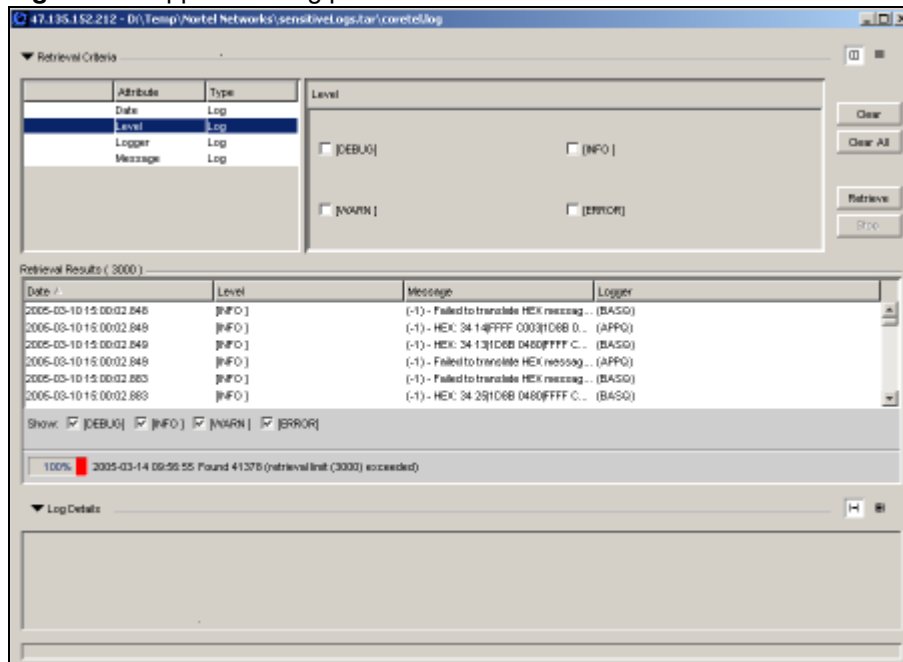 47.135.152.212 - D:\Temp\Nortel Networks\sensitiveLogs.tar\coretel.log
Retrieval Criteria
Attribute Type
Date Log
Level Log
Logger Log
Message Log
Level
[DEBUG] [INFO ]
[WARN ] [ERROR]
Clear
Clear All
Retrieve
Stop
Retrieval Results ( 3000 )
Date Level Message Logger
2005-03-10 15:00:02.848 [INFO ] (-1) - Failed to translate HEX messag... (BASQ)
2005-03-10 15:00:02.849 [INFO ] (-1) - HEX: 34 14|FFFF C003|1D8B 0... (APPQ)
2005-03-10 15:00:02.849 [INFO ] (-1) - HEX: 34 13|1D8B 0480|FFFF C... (BASQ)
2005-03-10 15:00:02.849 [INFO ] (-1) - Failed to translate HEX messag... (APPQ)
2005-03-10 15:00:02.883 [INFO ] (-1) - Failed to translate HEX messag... (BASQ)
2005-03-10 15:00:02.883 [INFO ] (-1) - HEX: 34 25|1D8B 0480|FFFF C... (BASQ)
Show: [DEBUG] [INFO ] [WARN ] [ERROR]
100% 2005-03-14 09:56:55 Found 41378 (retrieval limit (3000) exceeded)
Log Details